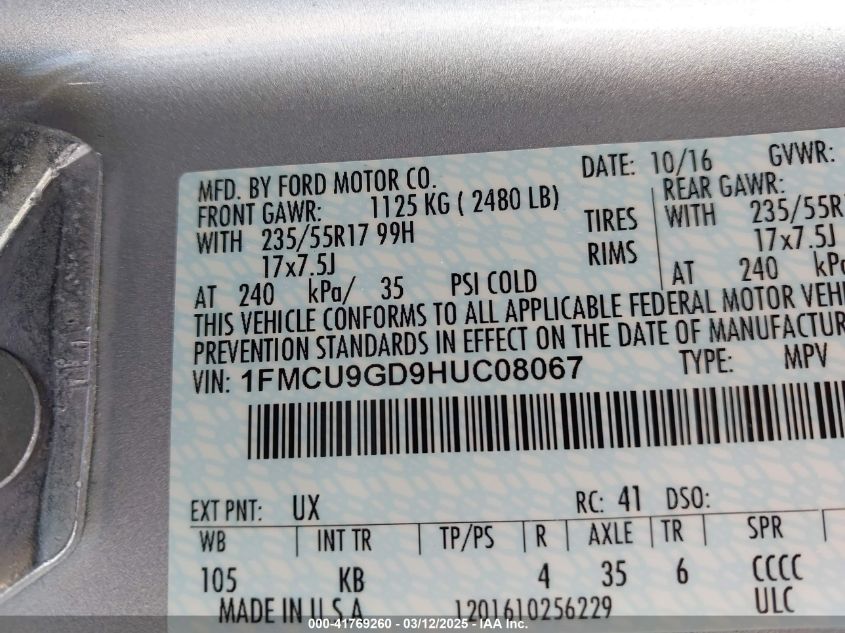 MFD. BY FORD MOTOR CO. DATE: 10/16 GVWR:
FRONT GAWR: 1125 KG ( 2480 LB) REAR GAWR:
WITH 235/55R17 99H TIRES WITH 235/55R1
17x7.5J RIMS 17x7.5J
AT 240 kPa/ 35 PSI COLD AT 240 kPa
THIS VEHICLE CONFORMS TO ALL APPLICABLE FEDERAL MOTOR VEHI
PREVENTION STANDARDS IN EFFECT ON THE DATE OF MANUFACTUR
VIN: 1FMCU9GD9HUC08067 TYPE: MPV
EXT PNT: UX RC: 41 DSO:
WB INT TR TP/PS R AXLE TR SPR
105 KB 4 35 6 CCCC
MADE IN U.S.A. 1201610256229 ULC
000-41769260 - 03/12/2025 - IAA Inc.